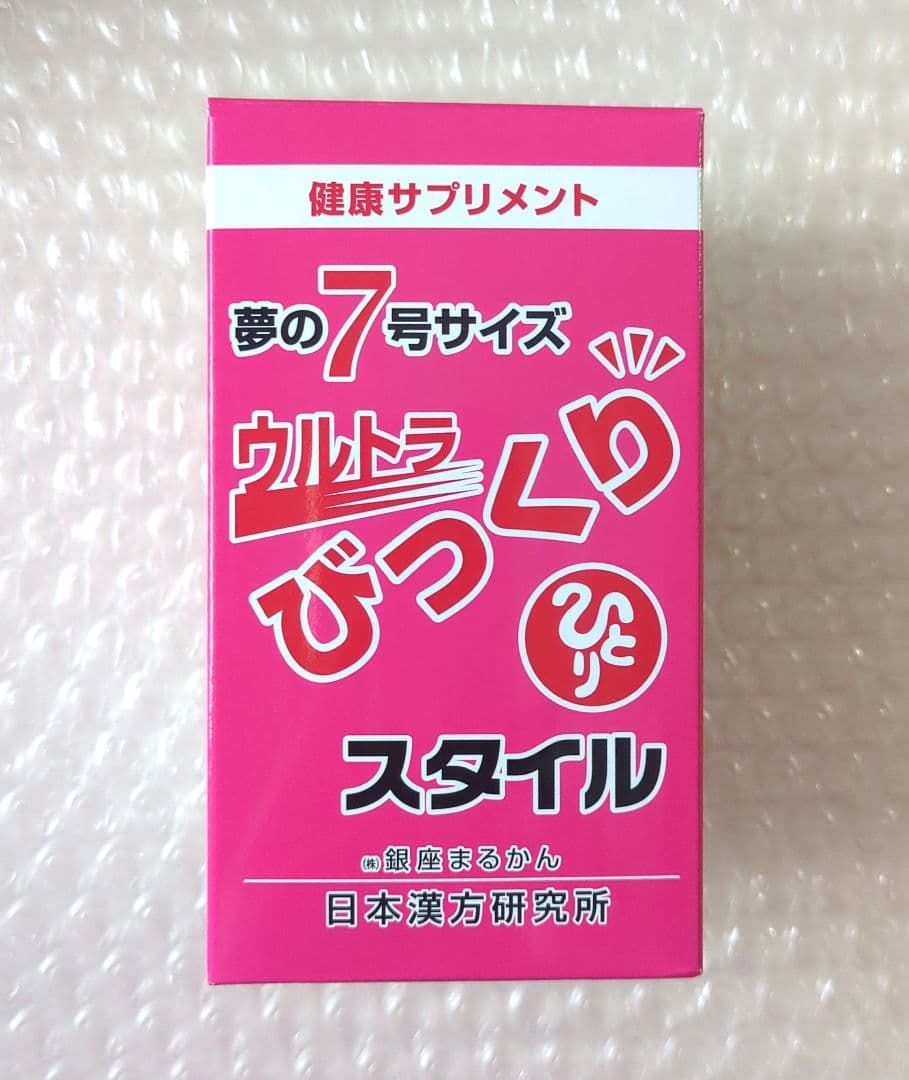 健康サプリメント
夢の7号サイズ
ウルトラ
びっくり
ひとり
スタイル
㈱銀座まるかん
日本漢方研究所